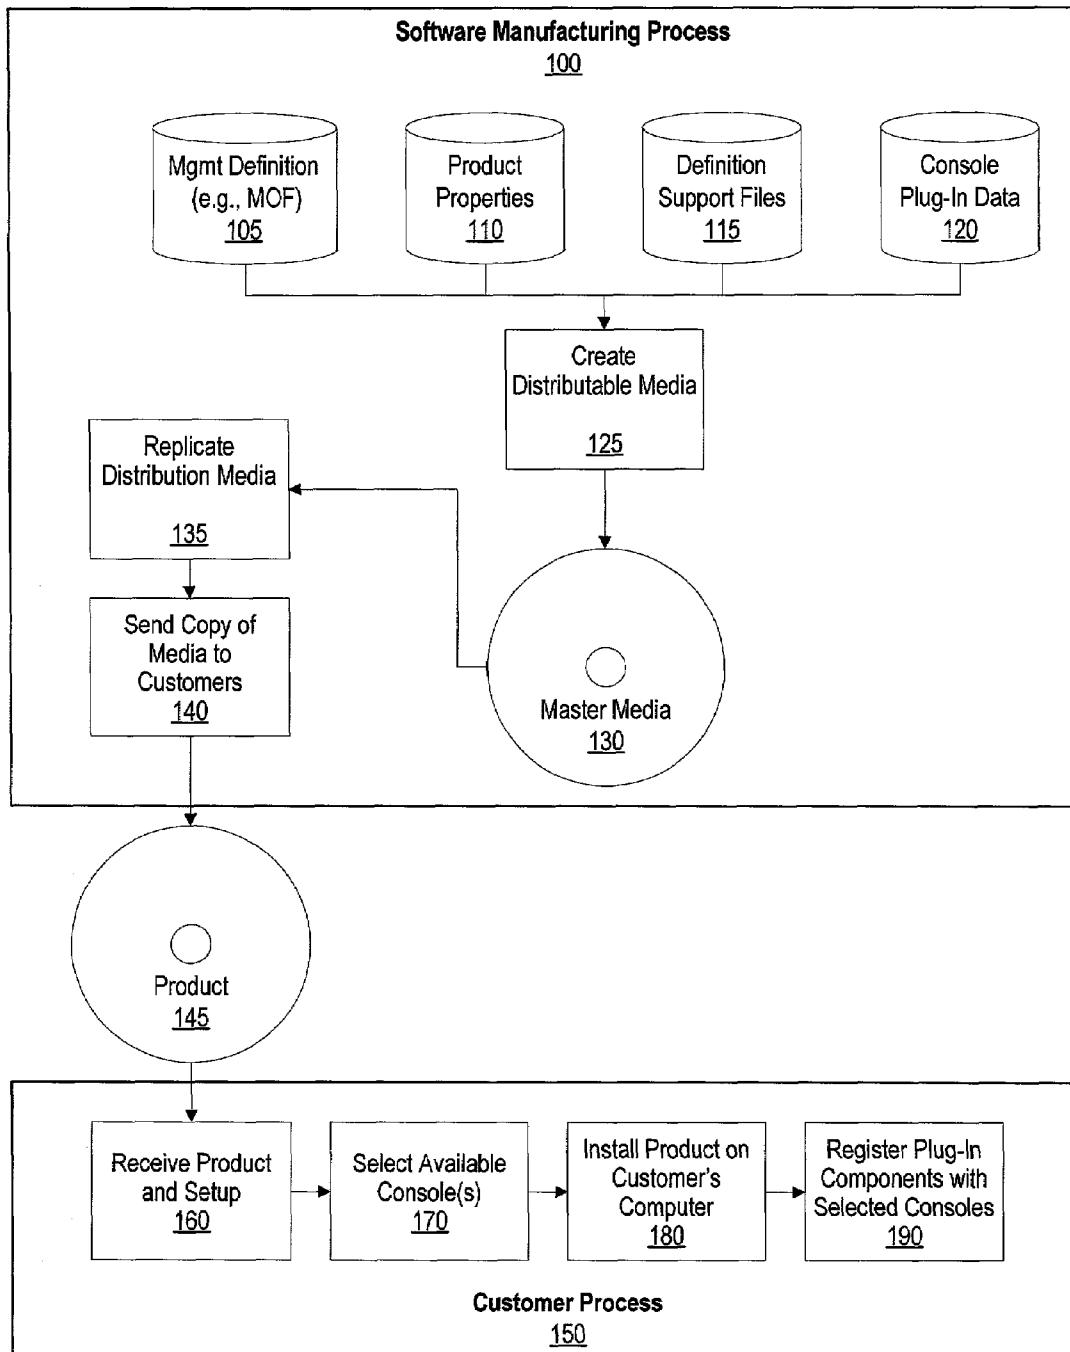 Software Manufacturing Process
100
Mgmt Definition
(e.g., MOF)
105
Product
Properties
110
Definition
Support Files
115
Console
Plug-In Data
120
Create
Distributable Media
125
Replicate
Distribution Media
135
Send Copy of
Media to
Customers
140
Master Media
130
Product
145
Receive Product
and Setup
160
Select Available
Console(s)
170
Install Product on
Customer's
Computer
180
Register Plug-In
Components with
Selected Consoles
190
Customer Process
150